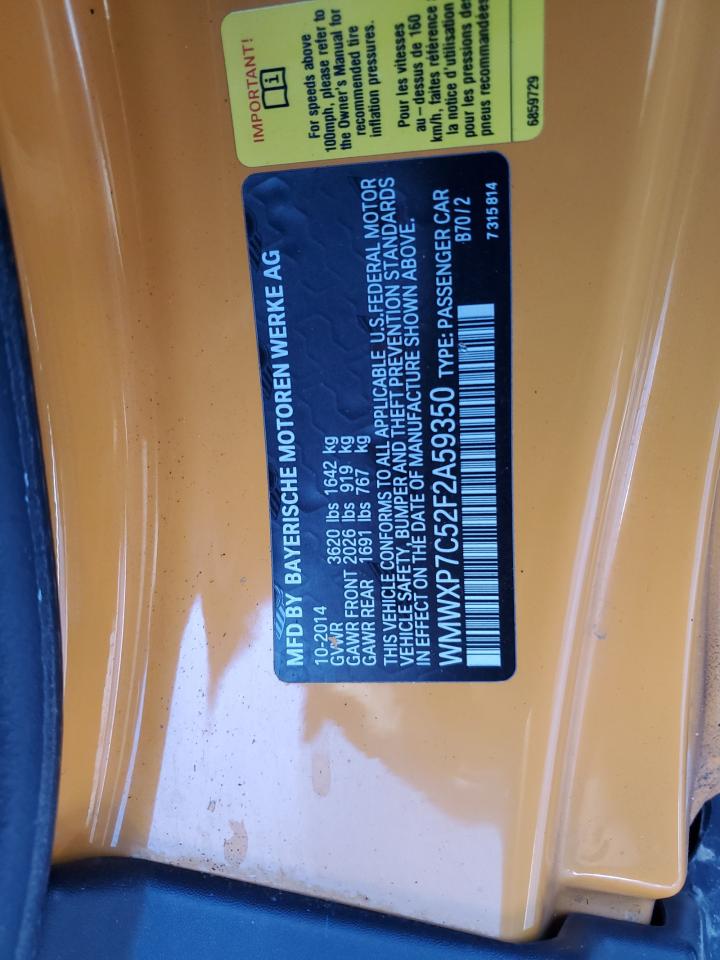 IMPORTANT!
For speeds above
100mph, please refer to
the Owner's Manual for
recommended tire
inflation pressures.
Pour les vitesses
au-dessus de 160
km/h, faites référence
la notice d'utilisation
pour les pressions des
pneus recommandées
6859729
MFD BY BAYERISCHE MOTOREN WERKE AG
10-2014
GVWR 3620 lbs 1642 kg
GAWR FRONT 2026 lbs 919 kg
GAWR REAR 1691 lbs 767 kg
THIS VEHICLE CONFORMS TO ALL APPLICABLE U.S.FEDERAL MOTOR
VEHICLE SAFETY, BUMPER AND THEFT PREVENTION STANDARDS
IN EFFECT ON THE DATE OF MANUFACTURE SHOWN ABOVE.
WMWXP7C52F2A59350 TYPE: PASSENGER CAR
B70/2
7315814